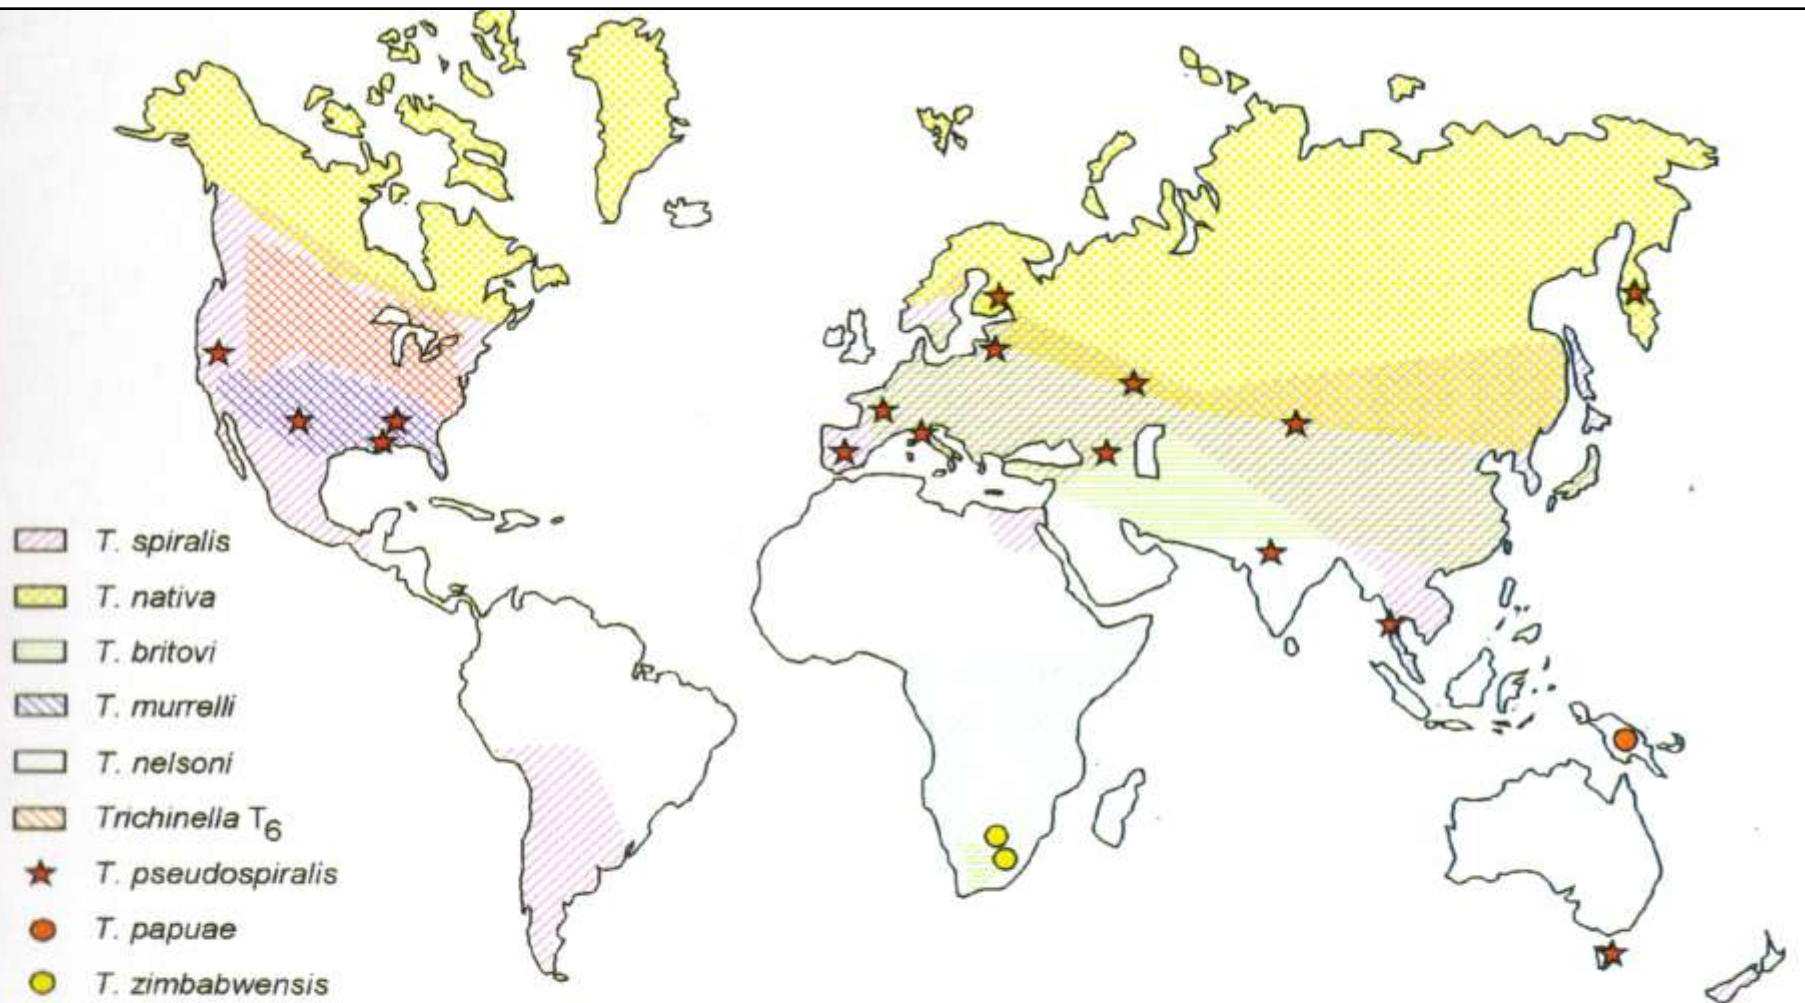 T. spiralis
T. nativa
T. britovi
T. murrelli
T. nelsoni
Trichinella T6
T. pseudospiralis
T. papuae
T. zimbabwensis